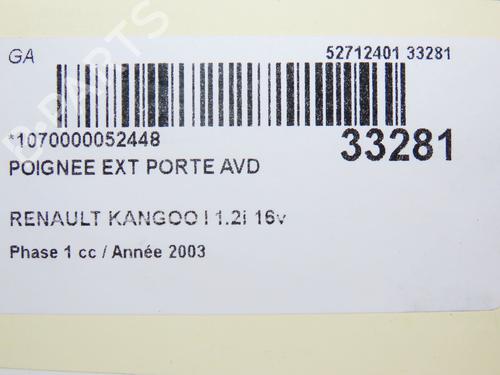 GA
52712401 33281
*1070000052448
33281
POIGNEE EXT PORTE AVD
RENAULT KANGOO I 1.2i 16v
Phase 1 cc / Année 2003
B-PARTS